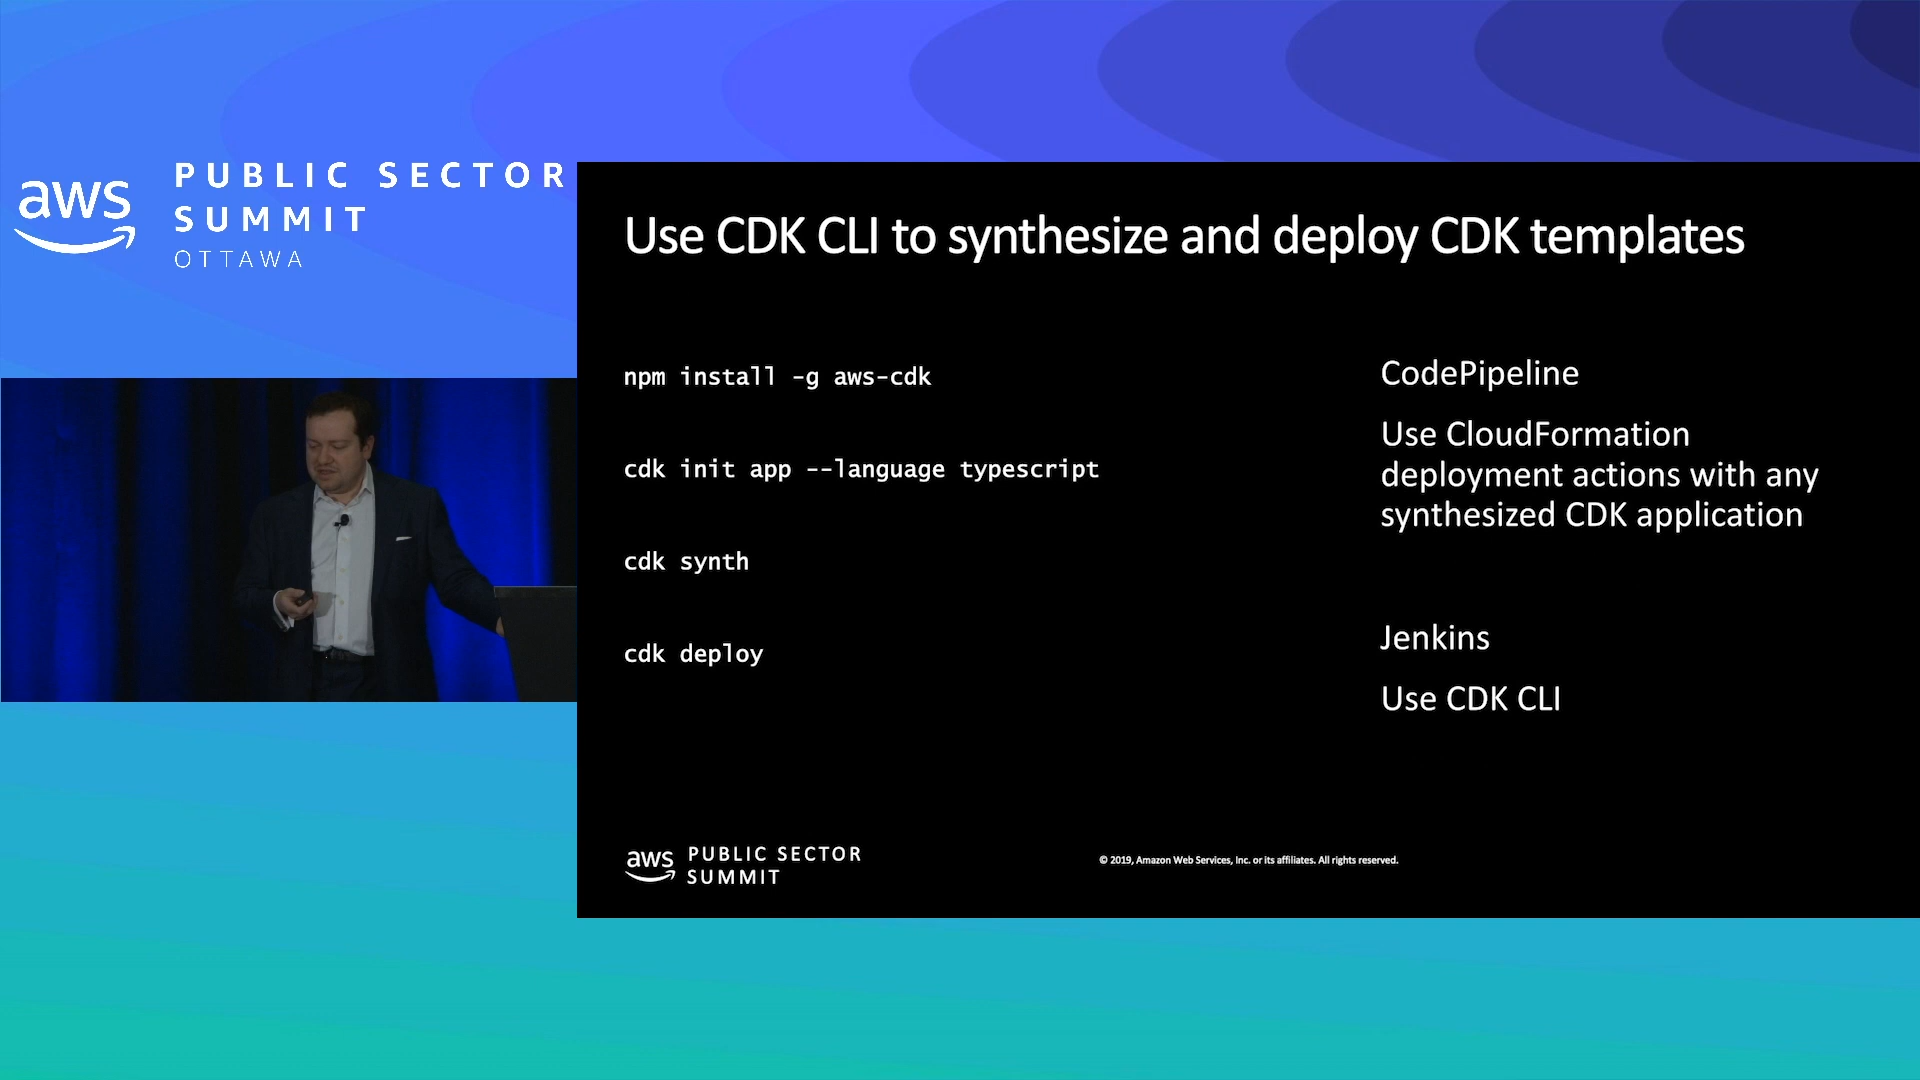 aws
PUBLIC SECTOR
SUMMIT
OTTAWA
Use CDK CLI to synthesize and deploy CDK templates
npm install -g aws-cdk
cdk init app --language typescript
cdk synth
cdk deploy
CodePipeline
Use CloudFormation
deployment actions with any
synthesized CDK application
Jenkins
Use CDK CLI
aws
PUBLIC SECTOR
SUMMIT
© 2019, Amazon Web Services, Inc. or its affiliates. All rights reserved.